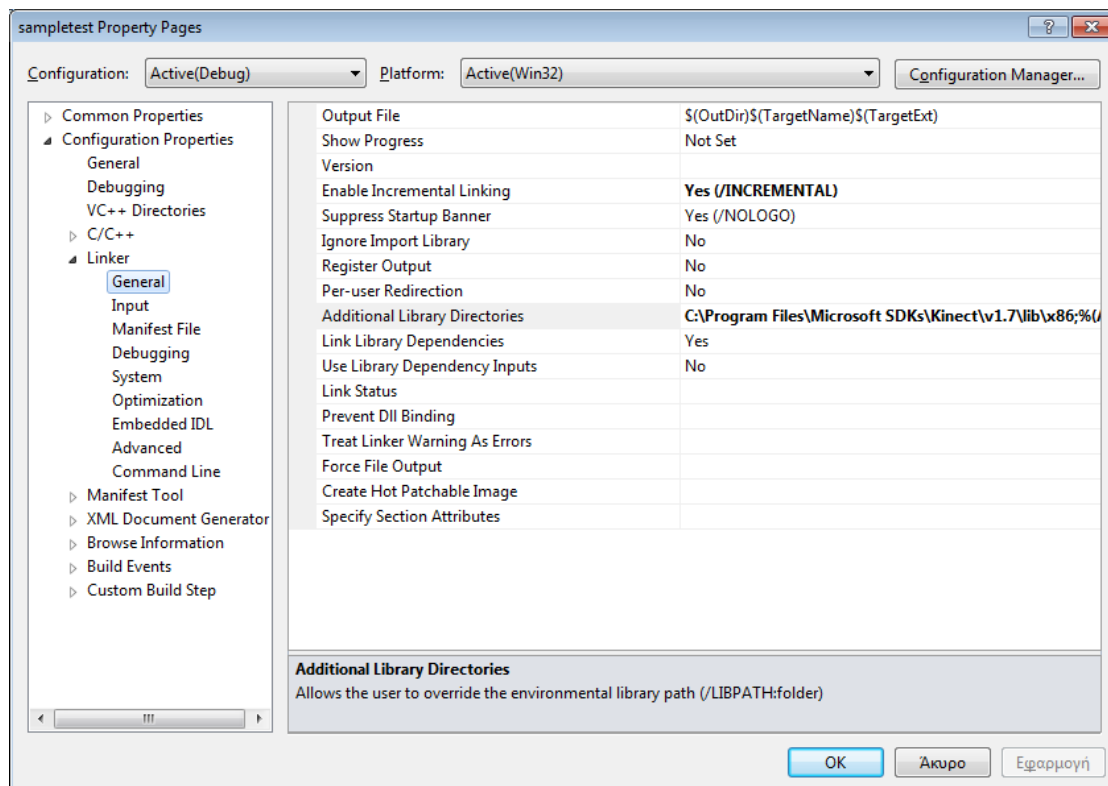 sampletest Property Pages
Configuration: Active(Debug) Platform: Active(Win32) Configuration Manager...
Common Properties
Configuration Properties
General
Debugging
VC++ Directories
C/C++
Linker
General
Input
Manifest File
Debugging
System
Optimization
Embedded IDL
Advanced
Command Line
Manifest Tool
XML Document Generator
Browse Information
Build Events
Custom Build Step
Output File $(OutDir)$(TargetName)$(TargetExt)
Show Progress Not Set
Version
Enable Incremental Linking Yes (/INCREMENTAL)
Suppress Startup Banner Yes (/NOLOGO)
Ignore Import Library No
Register Output No
Per-user Redirection No
Additional Library Directories C:\Program Files\Microsoft SDKs\Kinect\v1.7\lib\x86;%(A
Link Library Dependencies Yes
Use Library Dependency Inputs No
Link Status
Prevent Dll Binding
Treat Linker Warning As Errors
Force File Output
Create Hot Patchable Image
Specify Section Attributes
Additional Library Directories
Allows the user to override the environmental library path (/LIBPATH:folder)
OK Άκυρο Εφαρμογή